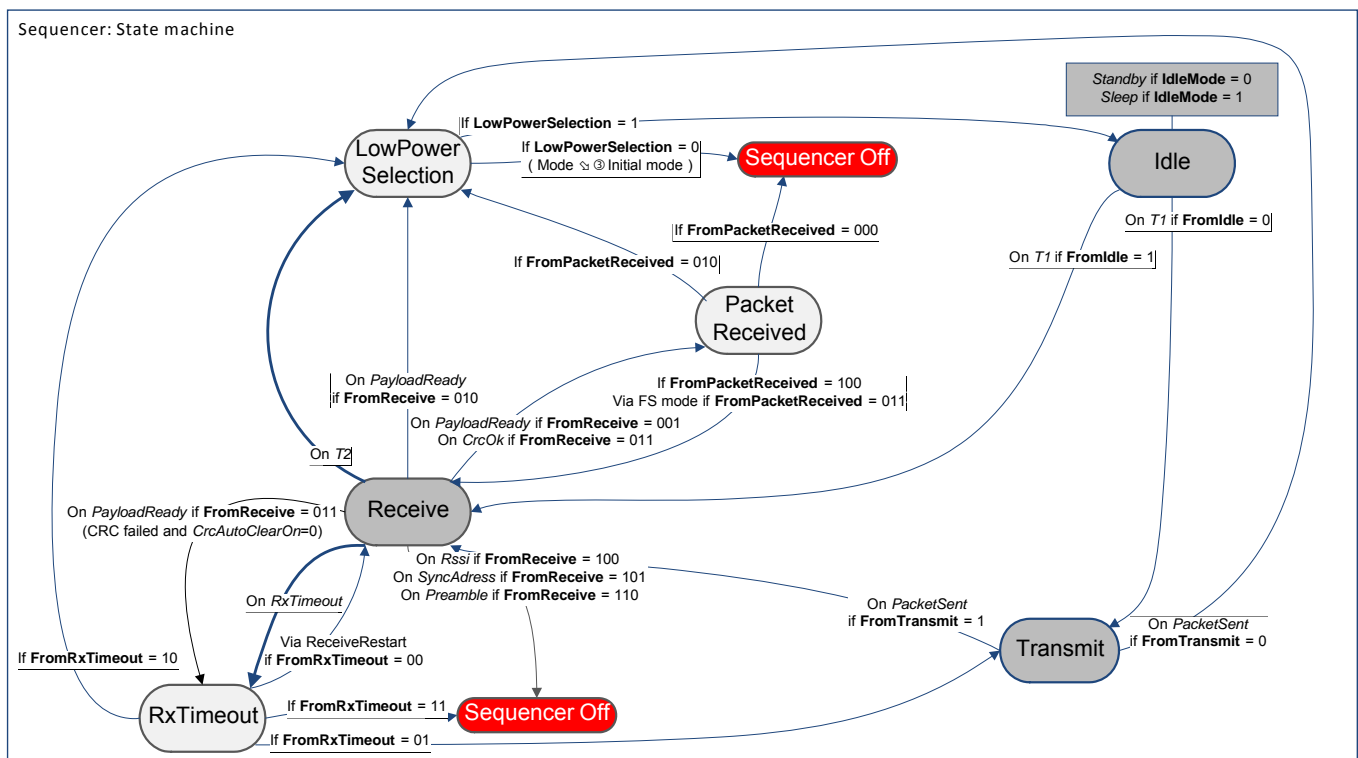 Sequencer: State machine
Standby if IdleMode = 0
Sleep if IdleMode = 1
If LowPowerSelection = 1
LowPower
Selection
If LowPowerSelection = 0
( Mode ⇘ ③ Initial mode )
Sequencer Off
Idle
On T1 if FromIdle = 0
If FromPacketReceived = 000
On T1 if FromIdle = 1
If FromPacketReceived = 010
Packet
Received
On PayloadReady
if FromReceive = 010
If FromPacketReceived = 100
Via FS mode if FromPacketReceived = 011
On PayloadReady if FromReceive = 001
On CrcOk if FromReceive = 011
On T2
Receive
On PayloadReady if FromReceive = 011
(CRC failed and CrcAutoClearOn=0)
On Rssi if FromReceive = 100
On SyncAdress if FromReceive = 101
On Preamble if FromReceive = 110
On RxTimeout
On PacketSent
if FromTransmit = 1
On PacketSent
if FromTransmit = 0
Transmit
Via ReceiveRestart
if FromRxTimeout = 00
If FromRxTimeout = 10
RxTimeout
If FromRxTimeout = 11
Sequencer Off
If FromRxTimeout = 01